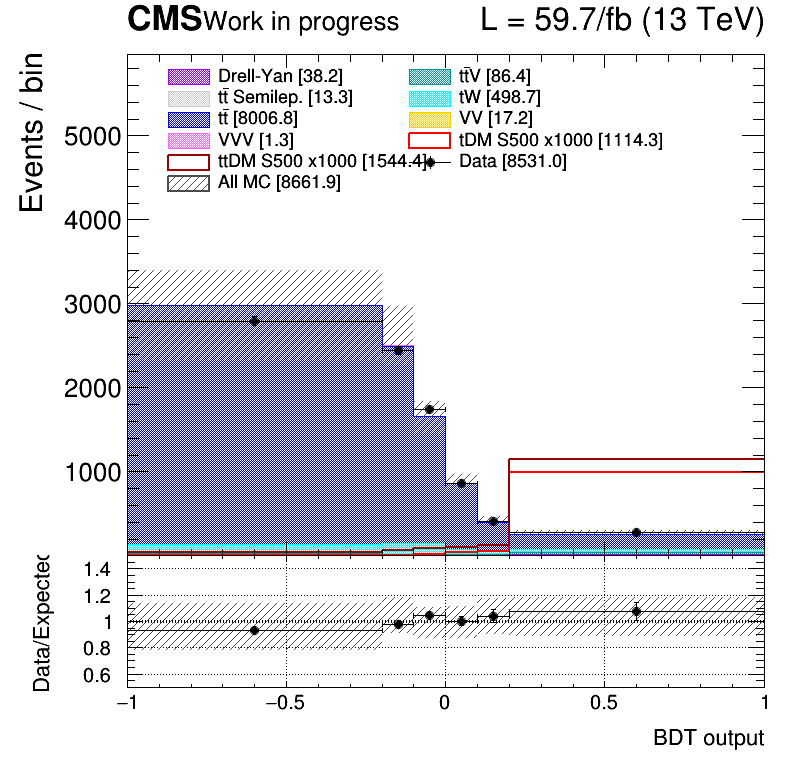 CMS Work in progress L = 59.7/fb (13 TeV)
Events / bin
Drell-Yan [38.2] tt̄V [86.4]
tt̄ Semilep. [13.3] tW [498.7]
tt̄ [8006.8] VV [17.2]
VVV [1.3] tDM S500 x1000 [1114.3]
ttDM S500 x1000 [1544.4] Data [8531.0]
All MC [8661.9]
5000
4000
3000
2000
1000
Data/Expected
1.4
1.2
1
0.8
0.6
−1 −0.5 0 0.5 1
BDT output